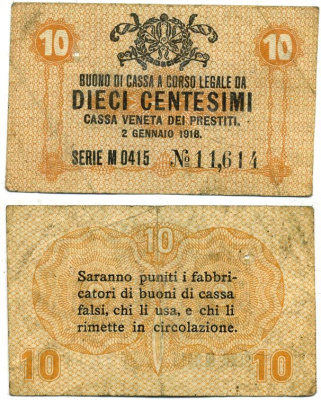 10 10
BUONO DI CASSA A CORSO LEGALE DA
DIECI CENTESIMI
CASSA VENETA DEI PRESTITI.
2 GENNAIO 1918.
SERIE M 0415 No 11,614
10
Saranno puniti i fabbri-
catori di buoni di cassa
falsi, chi li usa, e chi li
rimette in circolazione.
10 10